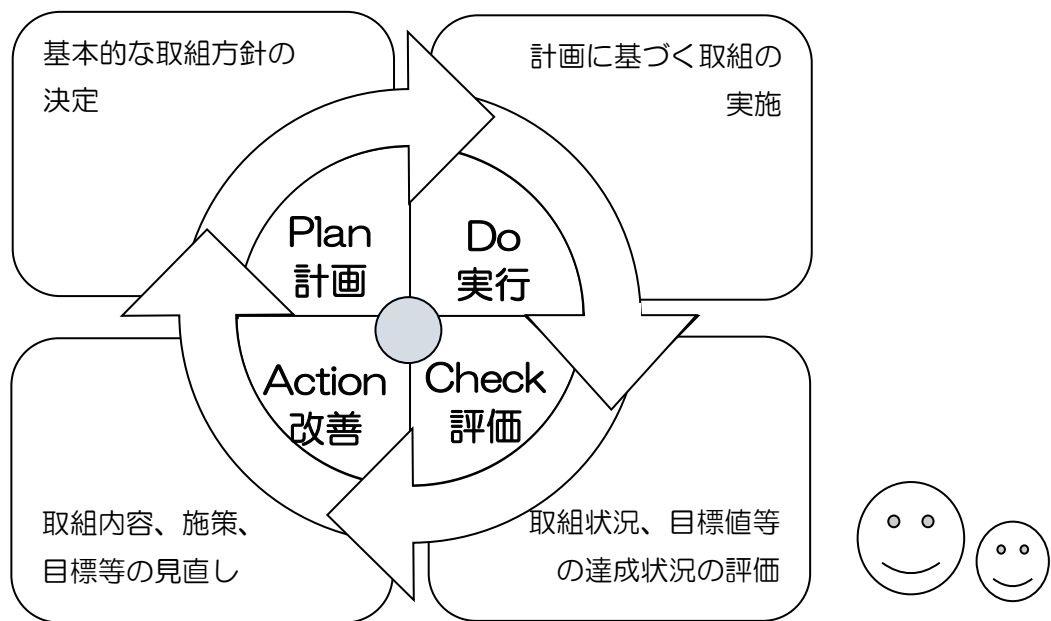 基本的な取組方針の
決定
計画に基づく取組の
実施
Plan
計画
Do
実行
Action
改善
Check
評価
取組内容、施策、
目標等の見直し
取組状況、目標値等
の達成状況の評価